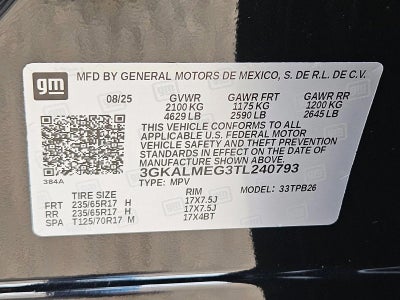 gm MFD BY GENERAL MOTORS DE MEXICO, S. DE R.L. DE C.V.
08/25 GVWR GAWR FRT GAWR RR
2100 KG 1175 KG 1200 KG
4629 LB 2590 LB 2645 LB
THIS VEHICLE CONFORMS TO ALL APPLICABLE
U.S. FEDERAL MOTOR
VEHICLE SAFETY AND THEFT PREVENTION
STANDARDS IN EFFECT ON THE DATE OF
MANUFACTURE SHOWN ABOVE.
3GKALMEG3TL240793
3B4A TYPE: MPV MODEL: 33TPB26
TIRE SIZE RIM
FRT 235/65R17 H 17X7.5J
RR 235/65R17 H 17X7.5J
SPA T125/70R17 M 17X4BT